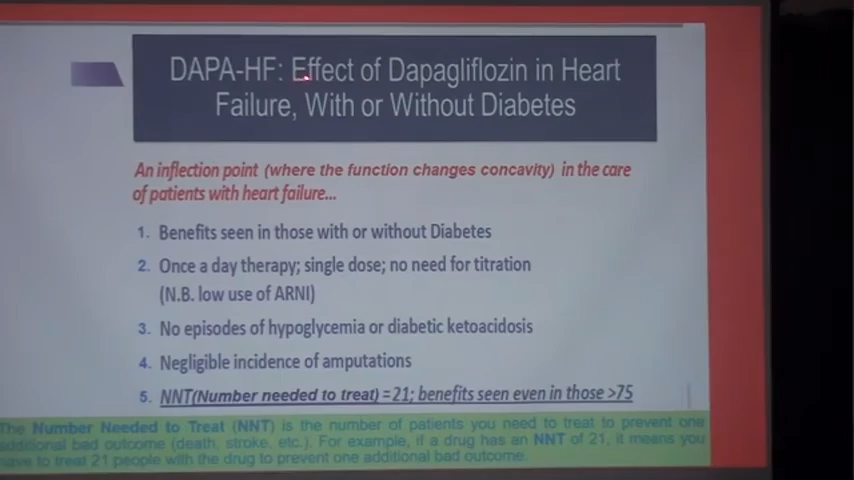 DAPA-HF: Effect of Dapagliflozin in Heart
Failure, With or Without Diabetes
An inflection point (where the function changes concavity) in the care
of patients with heart failure...
1. Benefits seen in those with or without Diabetes
2. Once a day therapy; single dose; no need for titration
(N.B. low use of ARNI)
3. No episodes of hypoglycemia or diabetic ketoacidosis
4. Negligible incidence of amputations
5. NNT(Number needed to treat) = 21; benefits seen even in those >75
The Number Needed to Treat (NNT) is the number of patients you need to treat to prevent one
additional bad outcome (death, stroke, etc.). For example, if a drug has an NNT of 21, it means you
have to treat 21 people with the drug to prevent one additional bad outcome.